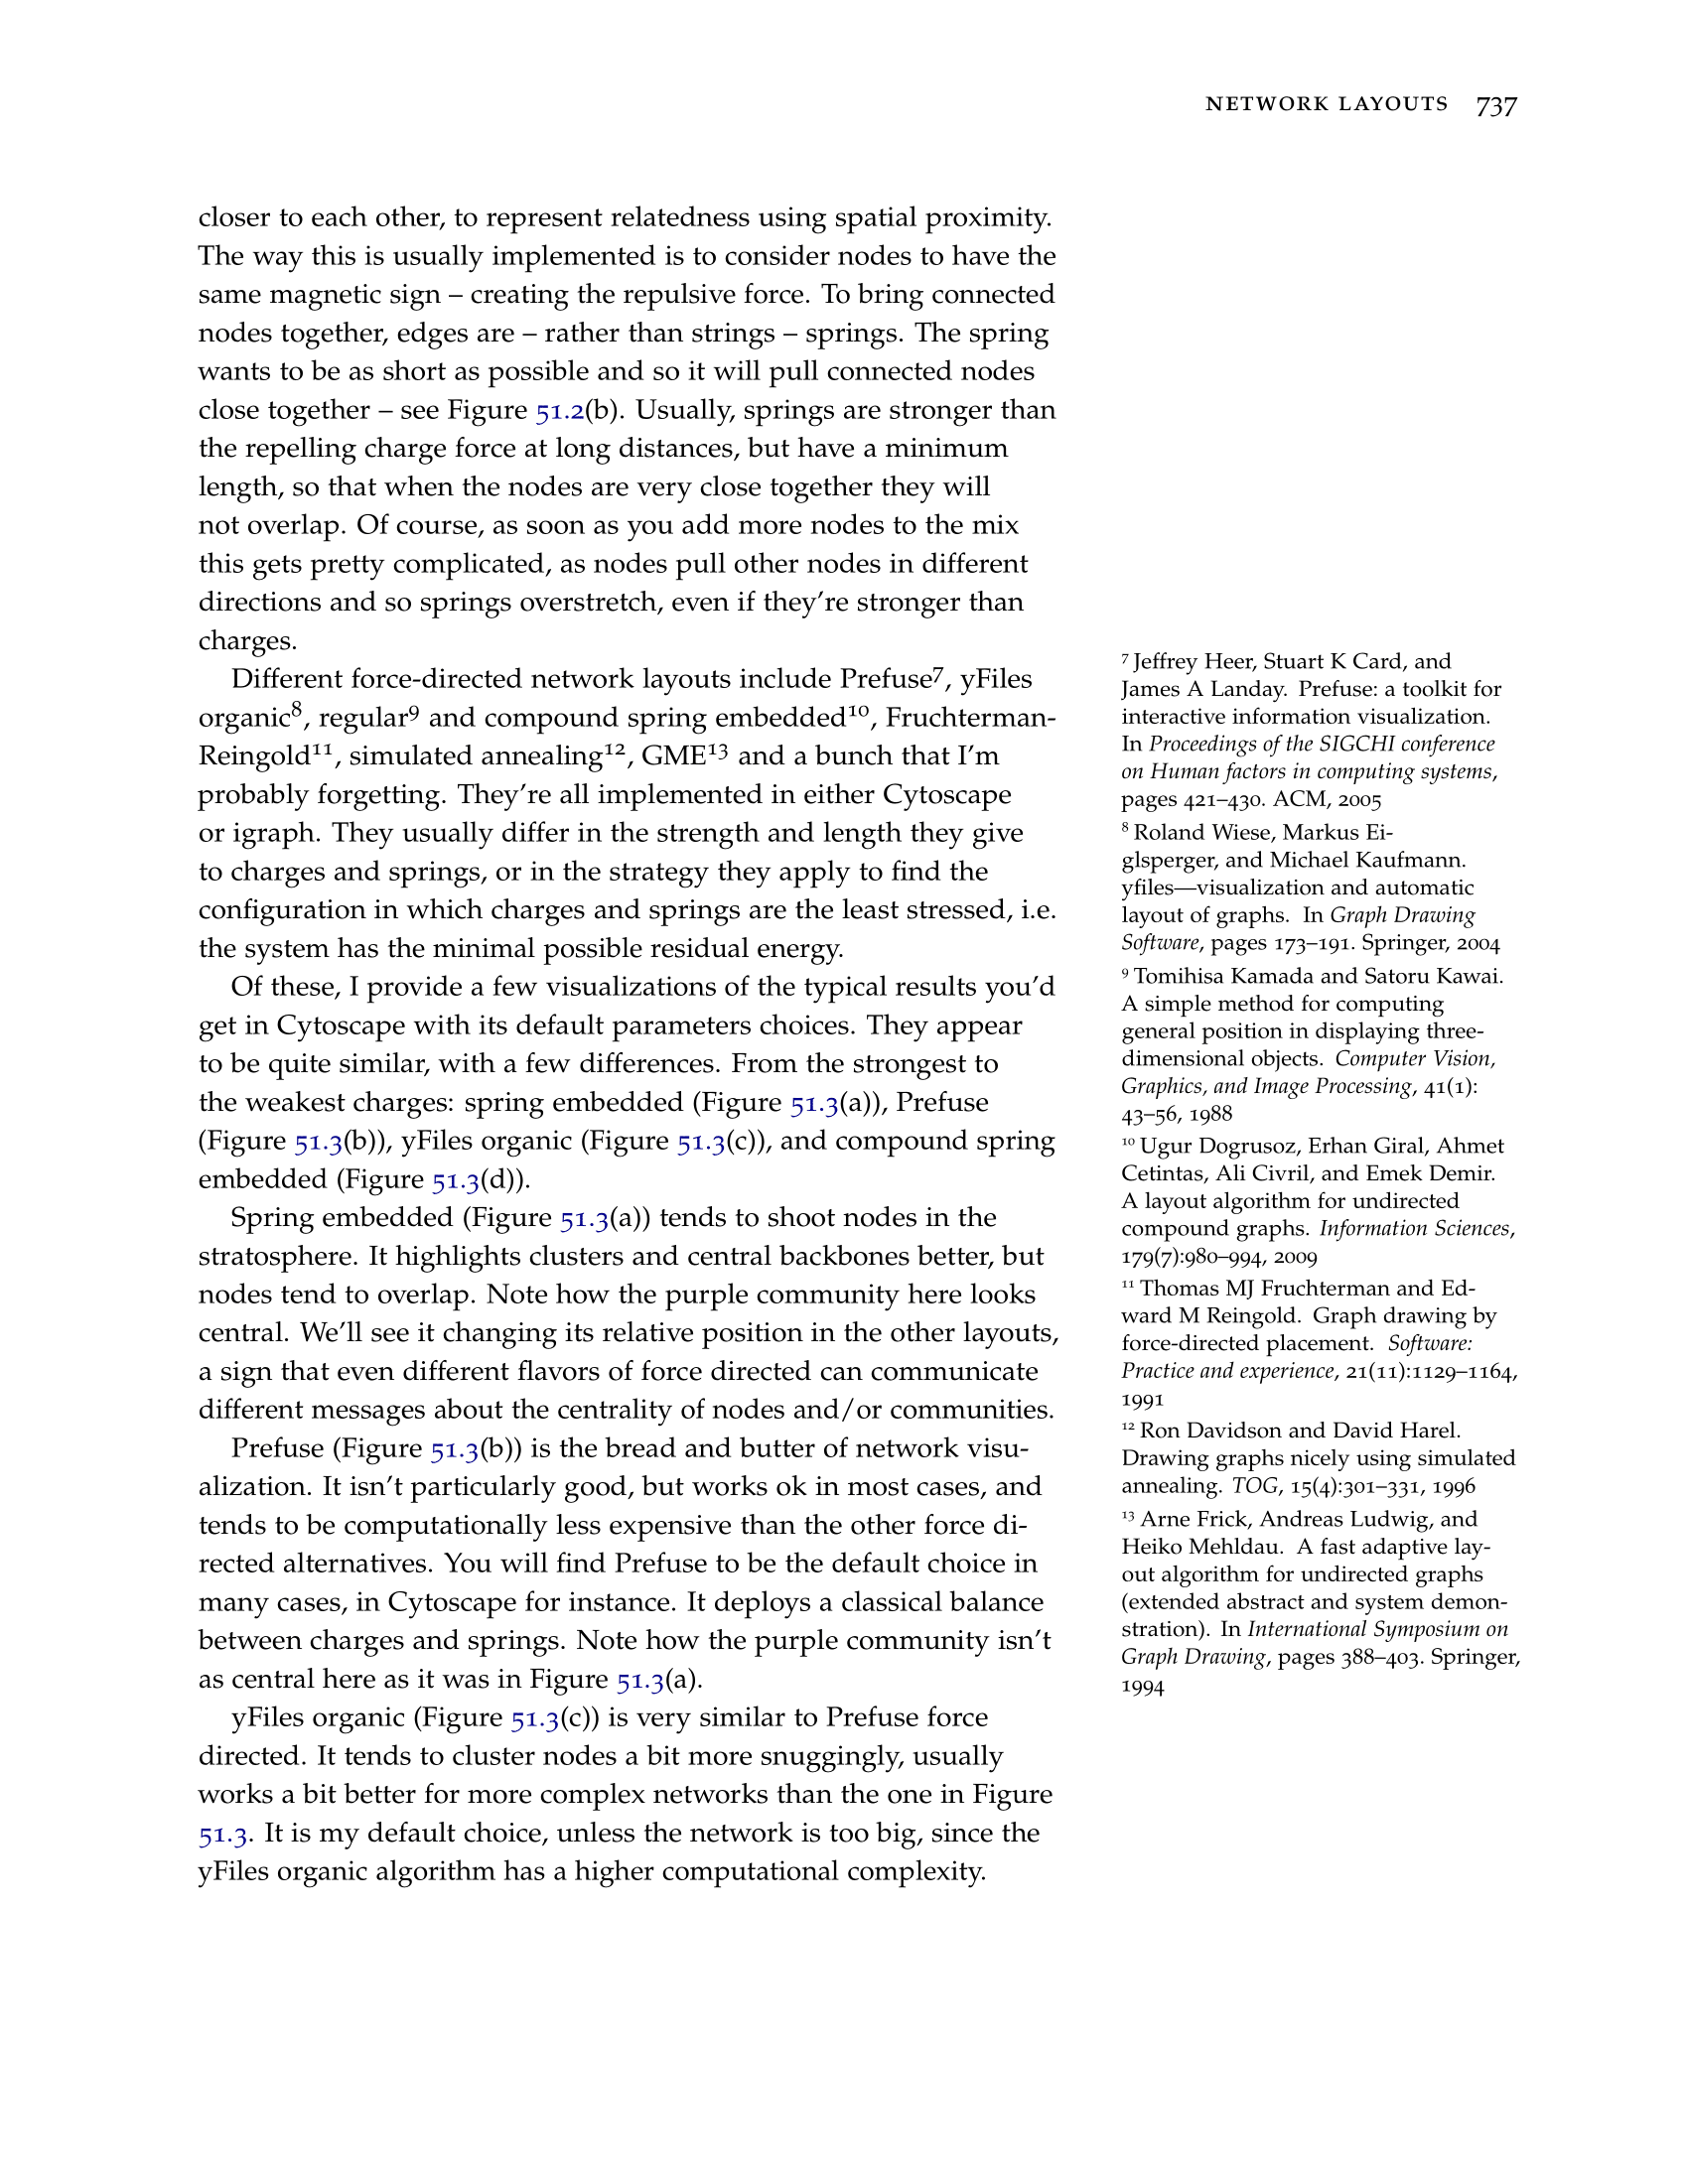 NETWORK LAYOUTS 737
closer to each other, to represent relatedness using spatial proximity.
The way this is usually implemented is to consider nodes to have the
same magnetic sign – creating the repulsive force. To bring connected
nodes together, edges are – rather than strings – springs. The spring
wants to be as short as possible and so it will pull connected nodes
close together – see Figure 51.2(b). Usually, springs are stronger than
the repelling charge force at long distances, but have a minimum
length, so that when the nodes are very close together they will
not overlap. Of course, as soon as you add more nodes to the mix
this gets pretty complicated, as nodes pull other nodes in different
directions and so springs overstretch, even if they're stronger than
charges.
Different force-directed network layouts include Prefuse⁷, yFiles
organic⁸, regular⁹ and compound spring embedded¹⁰, Fruchterman-
Reingold¹¹, simulated annealing¹², GME¹³ and a bunch that I'm
probably forgetting. They're all implemented in either Cytoscape
or igraph. They usually differ in the strength and length they give
to charges and springs, or in the strategy they apply to find the
configuration in which charges and springs are the least stressed, i.e.
the system has the minimal possible residual energy.
Of these, I provide a few visualizations of the typical results you'd
get in Cytoscape with its default parameters choices. They appear
to be quite similar, with a few differences. From the strongest to
the weakest charges: spring embedded (Figure 51.3(a)), Prefuse
(Figure 51.3(b)), yFiles organic (Figure 51.3(c)), and compound spring
embedded (Figure 51.3(d)).
Spring embedded (Figure 51.3(a)) tends to shoot nodes in the
stratosphere. It highlights clusters and central backbones better, but
nodes tend to overlap. Note how the purple community here looks
central. We'll see it changing its relative position in the other layouts,
a sign that even different flavors of force directed can communicate
different messages about the centrality of nodes and/or communities.
Prefuse (Figure 51.3(b)) is the bread and butter of network visu-
alization. It isn't particularly good, but works ok in most cases, and
tends to be computationally less expensive than the other force di-
rected alternatives. You will find Prefuse to be the default choice in
many cases, in Cytoscape for instance. It deploys a classical balance
between charges and springs. Note how the purple community isn't
as central here as it was in Figure 51.3(a).
yFiles organic (Figure 51.3(c)) is very similar to Prefuse force
directed. It tends to cluster nodes a bit more snuggingly, usually
works a bit better for more complex networks than the one in Figure
51.3. It is my default choice, unless the network is too big, since the
yFiles organic algorithm has a higher computational complexity.
⁷ Jeffrey Heer, Stuart K Card, and
James A Landay. Prefuse: a toolkit for
interactive information visualization.
In Proceedings of the SIGCHI conference
on Human factors in computing systems,
pages 421–430. ACM, 2005
⁸ Roland Wiese, Markus Ei-
glsperger, and Michael Kaufmann.
yfiles—visualization and automatic
layout of graphs. In Graph Drawing
Software, pages 173–191. Springer, 2004
⁹ Tomihisa Kamada and Satoru Kawai.
A simple method for computing
general position in displaying three-
dimensional objects. Computer Vision,
Graphics, and Image Processing, 41(1):
43–56, 1988
¹⁰ Ugur Dogrusoz, Erhan Giral, Ahmet
Cetintas, Ali Civril, and Emek Demir.
A layout algorithm for undirected
compound graphs. Information Sciences,
179(7):980–994, 2009
¹¹ Thomas MJ Fruchterman and Ed-
ward M Reingold. Graph drawing by
force-directed placement. Software:
Practice and experience, 21(11):1129–1164,
1991
¹² Ron Davidson and David Harel.
Drawing graphs nicely using simulated
annealing. TOG, 15(4):301–331, 1996
¹³ Arne Frick, Andreas Ludwig, and
Heiko Mehldau. A fast adaptive lay-
out algorithm for undirected graphs
(extended abstract and system demon-
stration). In International Symposium on
Graph Drawing, pages 388–403. Springer,
1994